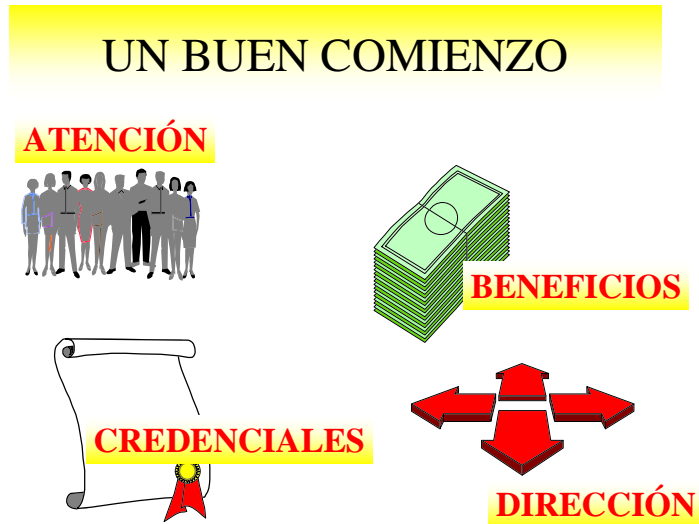 UN BUEN COMIENZO
ATENCIÓN
BENEFICIOS
CREDENCIALES
DIRECCIÓN